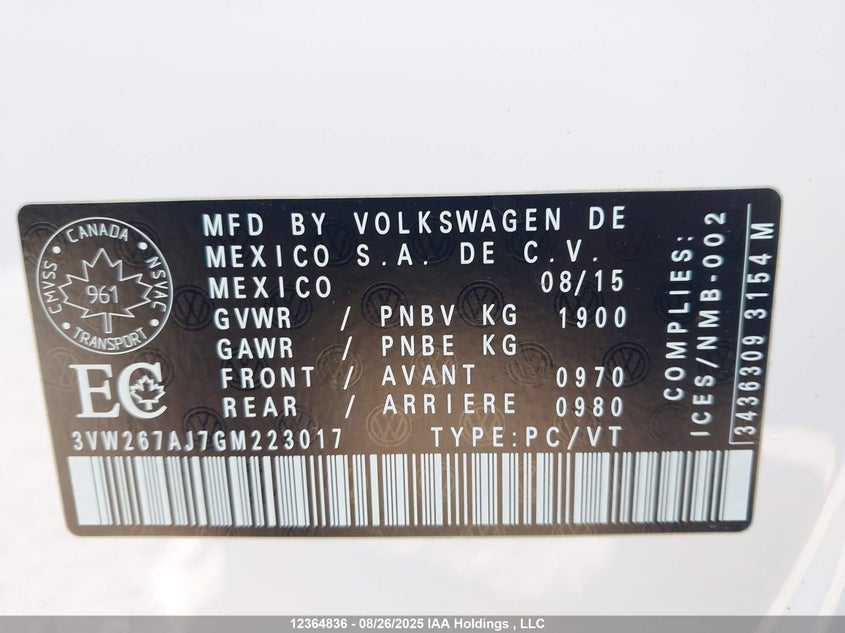 CANADA
CMVSS
NSVAC
961
TRANSPORT
EC
MFD BY VOLKSWAGEN DE
MEXICO S.A. DE C.V.
MEXICO 08/15
GVWR / PNBV KG 1900
GAWR / PNBE KG
FRONT / AVANT 0970
REAR / ARRIERE 0980
3VW267AJ7GM223017 TYPE:PC/VT
COMPLIES:
ICES/NMB-002
3436309 3154 M
12364836 - 08/26/2025 IAA Holdings , LLC